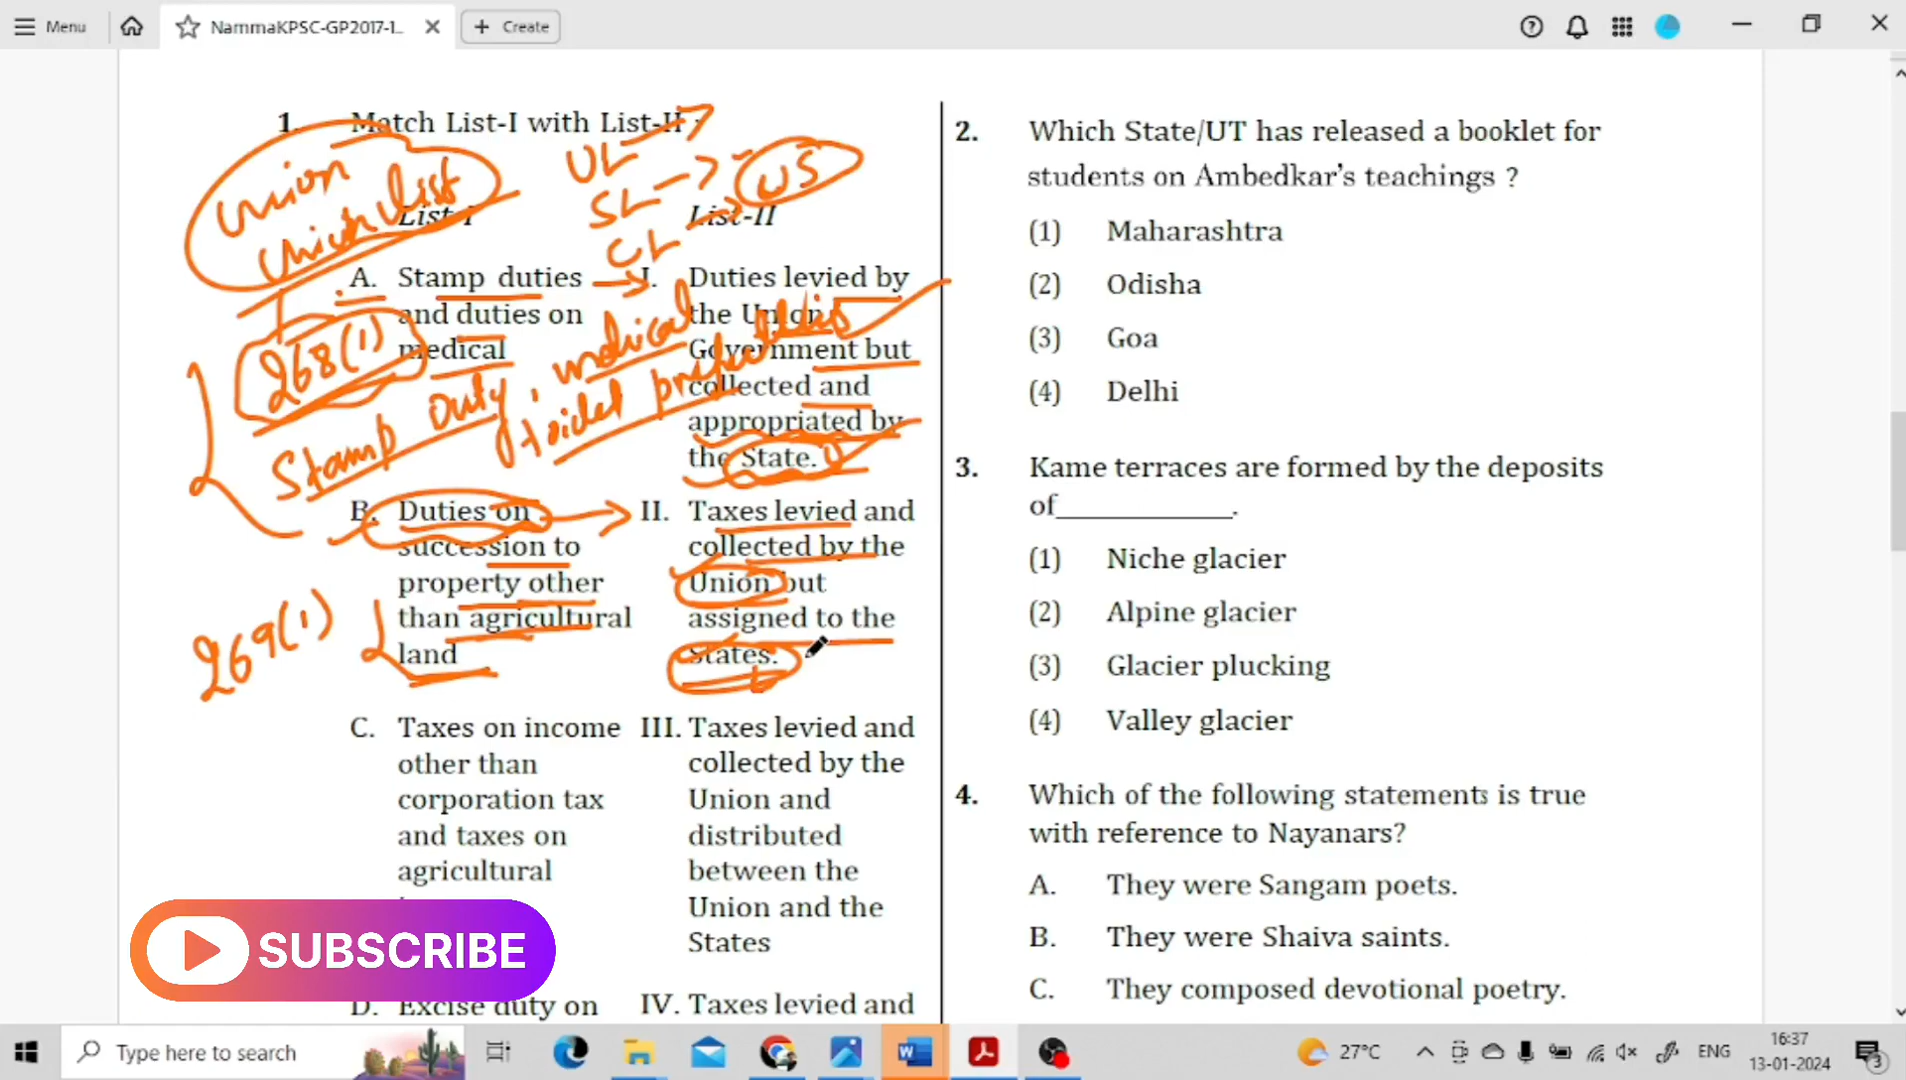 Menu
NammaKPSC-GP2017-1...
Create
1. Match List-I with List-II :
List-I
List-II
UL
SL
CL
US
Union
list
268(1)
Stamp Duty, medical
toilet
269(1)
A. Stamp duties
and duties on
medical
I. Duties levied by
the Union
Government but
collected and
appropriated by
the State.
B. Duties on
succession to
property other
than agricultural
land
II. Taxes levied and
collected by the
Union but
assigned to the
States.
C. Taxes on income
other than
corporation tax
and taxes on
agricultural
III. Taxes levied and
collected by the
Union and
distributed
between the
Union and the
States
D. Excise duty on
IV. Taxes levied and
SUBSCRIBE
2. Which State/UT has released a booklet for
students on Ambedkar's teachings ?
(1) Maharashtra
(2) Odisha
(3) Goa
(4) Delhi
3. Kame terraces are formed by the deposits
of____________.
(1) Niche glacier
(2) Alpine glacier
(3) Glacier plucking
(4) Valley glacier
4. Which of the following statements is true
with reference to Nayanars?
A. They were Sangam poets.
B. They were Shaiva saints.
C. They composed devotional poetry.
Type here to search
27°C
ENG
16:37
13-01-2024
3